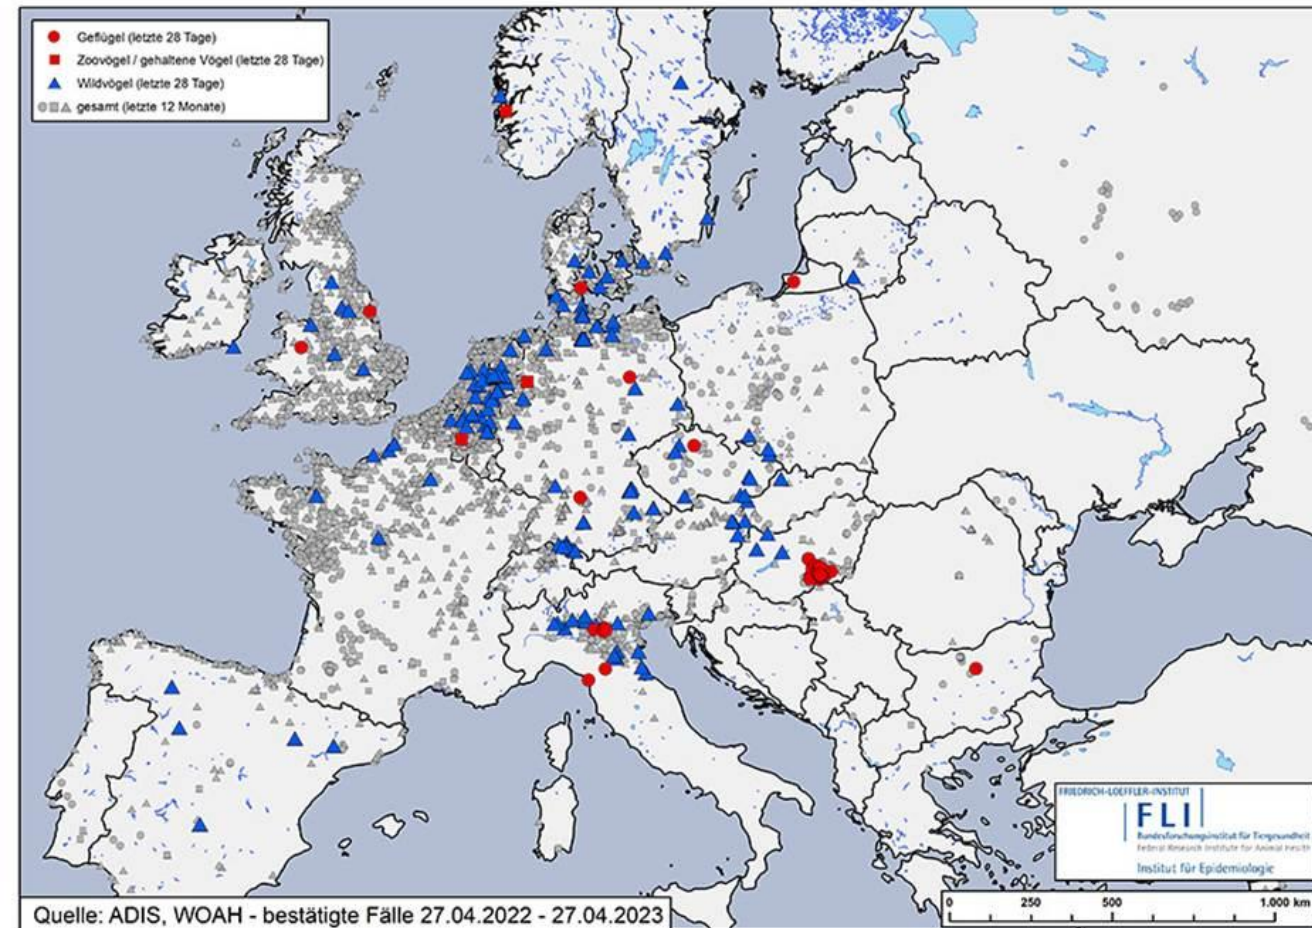 Geflügel (letzte 28 Tage)
Zoovögel / gehaltene Vögel (letzte 28 Tage)
Wildvögel (letzte 28 Tage)
gesamt (letzte 12 Monate)
FRIEDRICH-LOEFFLER-INSTITUT
FLI
Bundesforschungsinstitut für Tiergesundheit
Federal Research Institute for Animal Health
Institut für Epidemiologie
Quelle: ADIS, WOAH - bestätigte Fälle 27.04.2022 - 27.04.2023
0 250 500 1.000 km